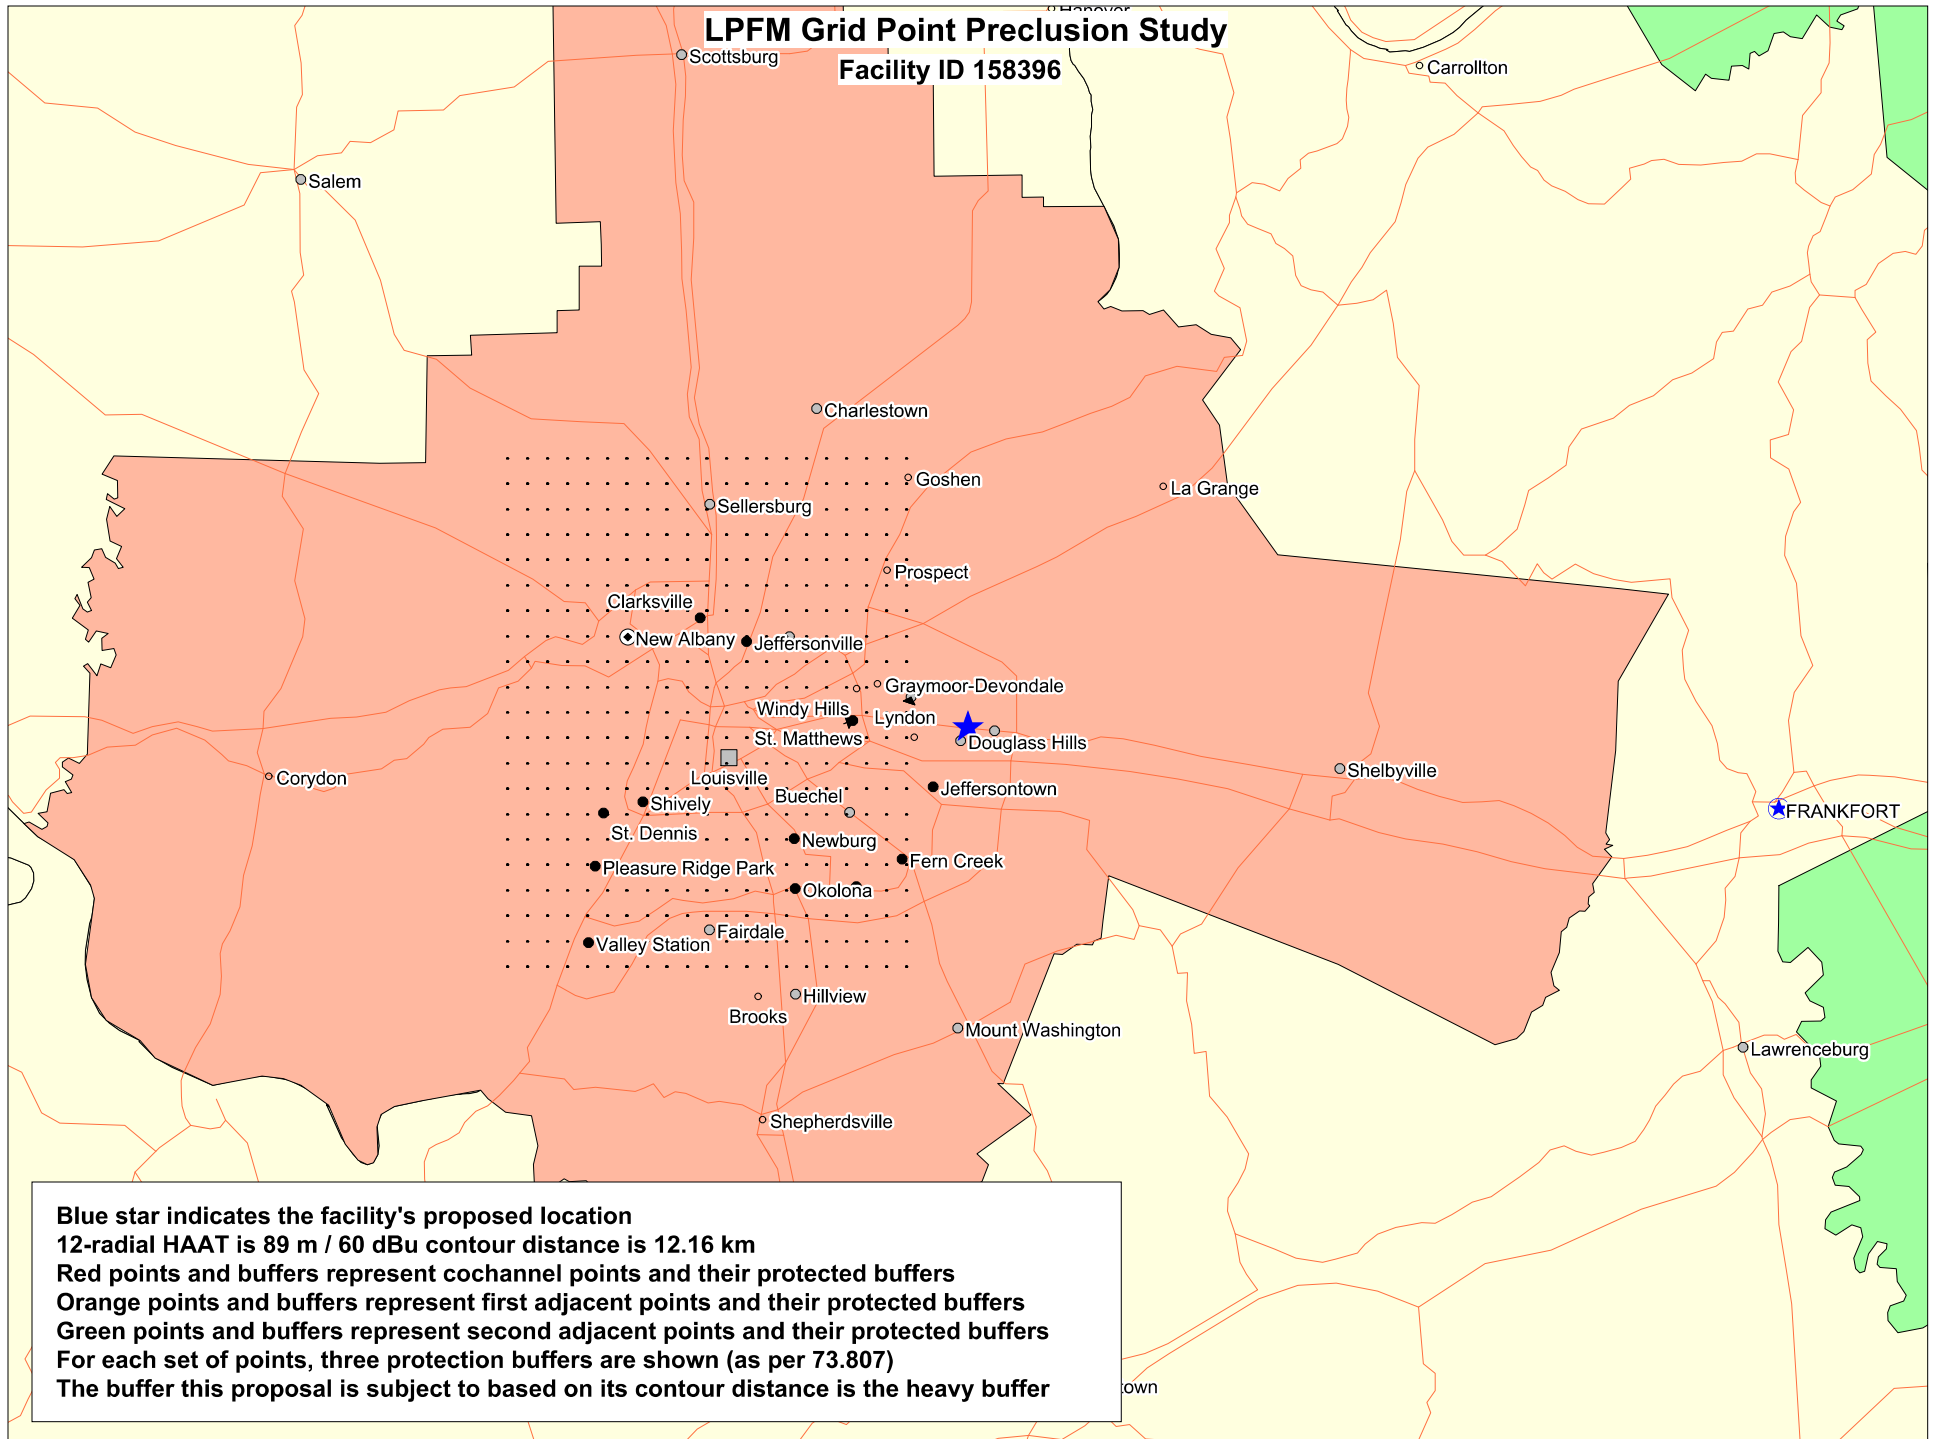 Hanover
LPFM Grid Point Preclusion Study
Scottsburg
Facility ID 158396
Carrollton
Salem
Charlestown
Goshen
La Grange
Sellersburg
Prospect
Clarksville
New Albany
Jeffersonville
Graymoor-Devondale
Windy Hills
Lyndon
St. Matthews
Douglass Hills
Louisville
Corydon
Shelbyville
Jeffersontown
Buechel
Shively
FRANKFORT
St. Dennis
Newburg
Fern Creek
Pleasure Ridge Park
Okolona
Fairdale
Valley Station
Hillview
Brooks
Mount Washington
Lawrenceburg
Shepherdsville
Blue star indicates the facility's proposed location
12-radial HAAT is 89 m / 60 dBu contour distance is 12.16 km
Red points and buffers represent cochannel points and their protected buffers
Orange points and buffers represent first adjacent points and their protected buffers
Green points and buffers represent second adjacent points and their protected buffers
For each set of points, three protection buffers are shown (as per 73.807)
The buffer this proposal is subject to based on its contour distance is the heavy buffer
town